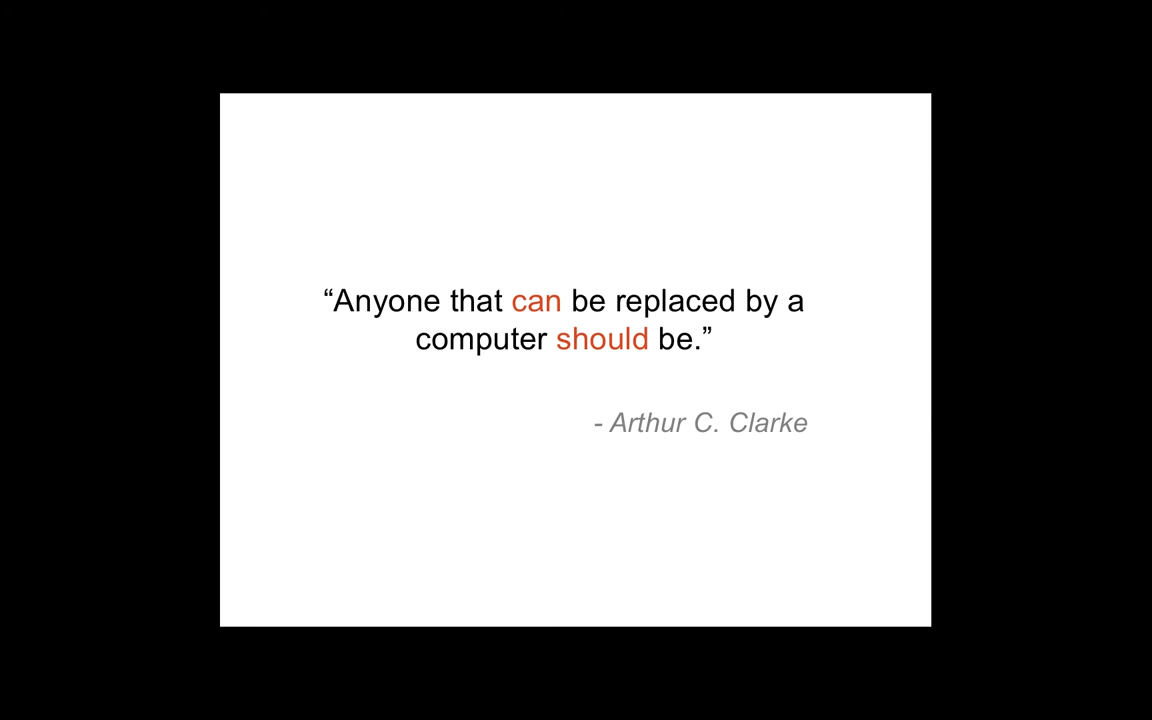 “Anyone that can be replaced by a
computer should be.”
- Arthur C. Clarke